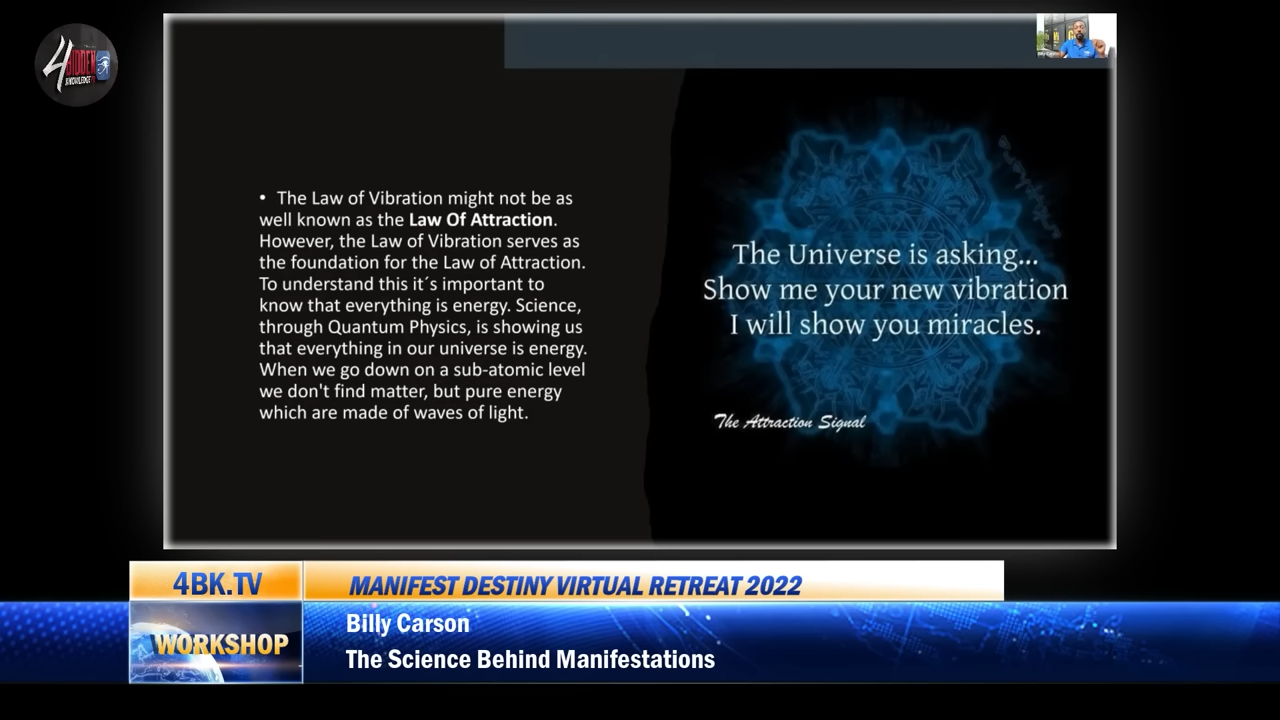 4BIDDEN
KNOWLEDGE
• The Law of Vibration might not be as
well known as the Law Of Attraction.
However, the Law of Vibration serves as
the foundation for the Law of Attraction.
To understand this it´s important to
know that everything is energy. Science,
through Quantum Physics, is showing us
that everything in our universe is energy.
When we go down on a sub-atomic level
we don't find matter, but pure energy
which are made of waves of light.
The Universe is asking...
Show me your new vibration
I will show you miracles.
The Attraction Signal
4BK.TV
MANIFEST DESTINY VIRTUAL RETREAT 2022
WORKSHOP
Billy Carson
The Science Behind Manifestations